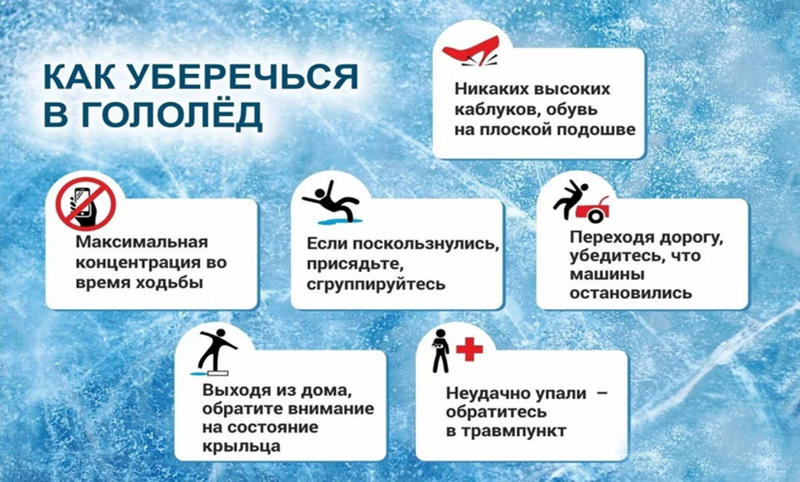 КАК УБЕРЕЧЬСЯ
В ГОЛОЛЁД
Никаких высоких
каблуков, обувь
на плоской подошве
Максимальная
концентрация во
время ходьбы
Если поскользнулись,
присядьте,
сгруппируйтесь
Переходя дорогу,
убедитесь, что
машины
остановились
Выходя из дома,
обратите внимание
на состояние
крыльца
Неудачно упали –
обратитесь
в травмпункт